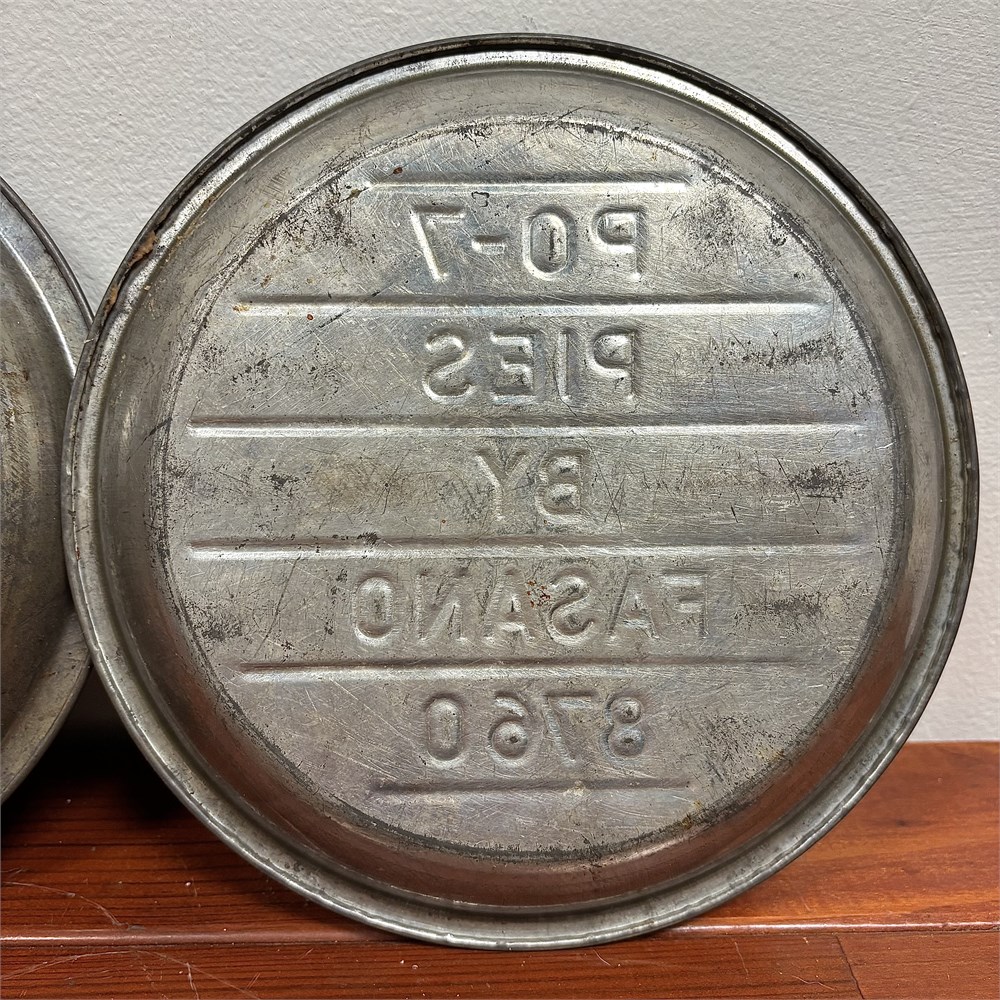 PO-7
PIES
BY
FASANO
8760